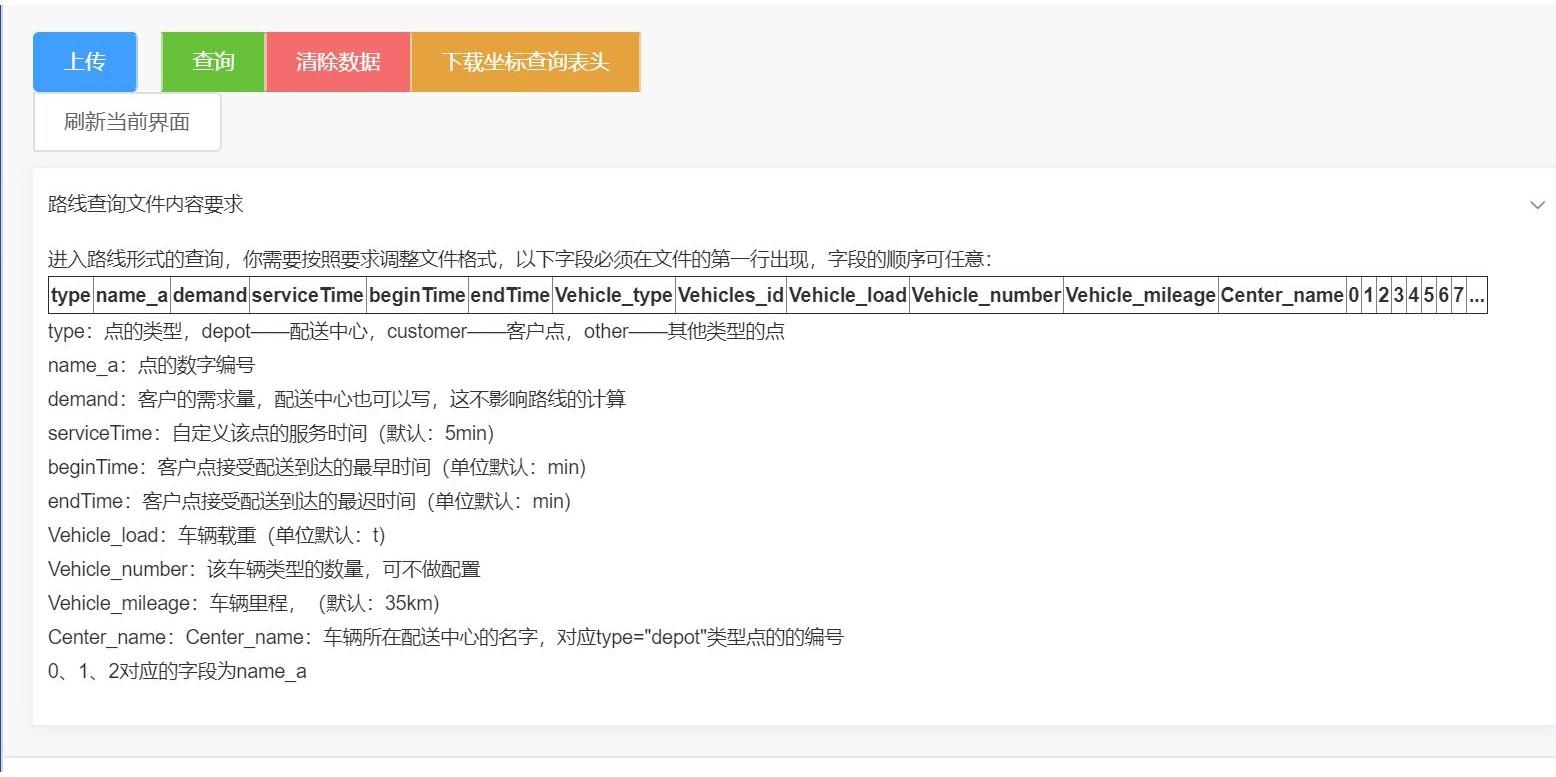 上传 查询 清除数据 下载坐标查询表头
刷新当前界面
路线查询文件内容要求
进入路线形式的查询，你需要按照要求调整文件格式，以下字段必须在文件的第一行出现，字段的顺序可任意：
type name_a demand serviceTime beginTime endTime Vehicle_type Vehicles_id Vehicle_load Vehicle_number Vehicle_mileage Center_name 0 1 2 3 4 5 6 7 ...
type：点的类型，depot——配送中心，customer——客户点，other——其他类型的点
name_a：点的数字编号
demand：客户的需求量，配送中心也可以写，这不影响路线的计算
serviceTime：自定义该点的服务时间（默认：5min）
beginTime：客户点接受配送到达的最早时间（单位默认：min）
endTime：客户点接受配送到达的最迟时间（单位默认：min）
Vehicle_load：车辆载重（单位默认：t）
Vehicle_number：该车辆类型的数量，可不做配置
Vehicle_mileage：车辆里程，（默认：35km）
Center_name：Center_name：车辆所在配送中心的名字，对应type="depot"类型点的的编号
0、1、2对应的字段为name_a